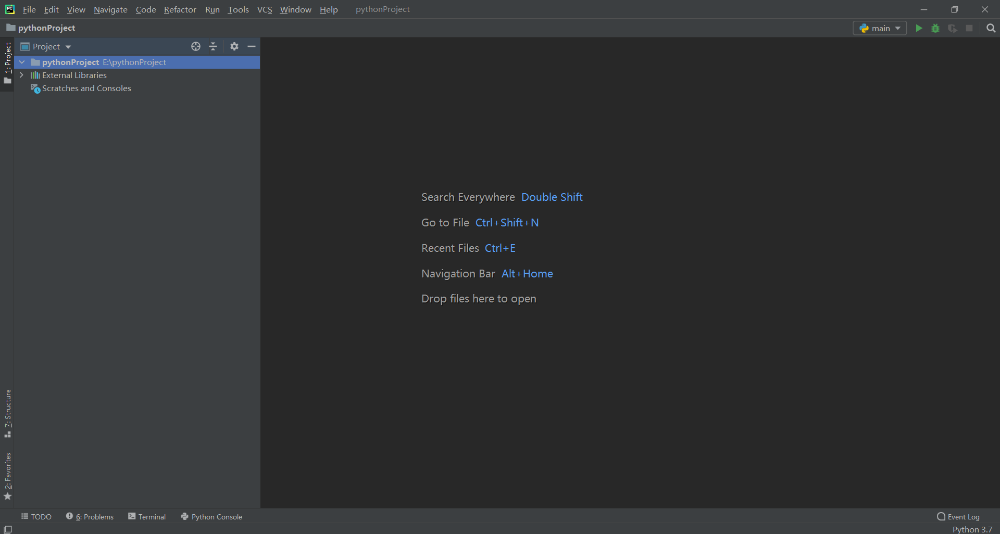 PC File Edit View Navigate Code Refactor Run Tools VCS Window Help pythonProject
pythonProject main
1: Project
Project
pythonProject E:\pythonProject
External Libraries
Scratches and Consoles
Search Everywhere Double Shift
Go to File Ctrl+Shift+N
Recent Files Ctrl+E
Navigation Bar Alt+Home
Drop files here to open
7: Structure
2: Favorites
TODO 6: Problems Terminal Python Console Event Log
Python 3.7